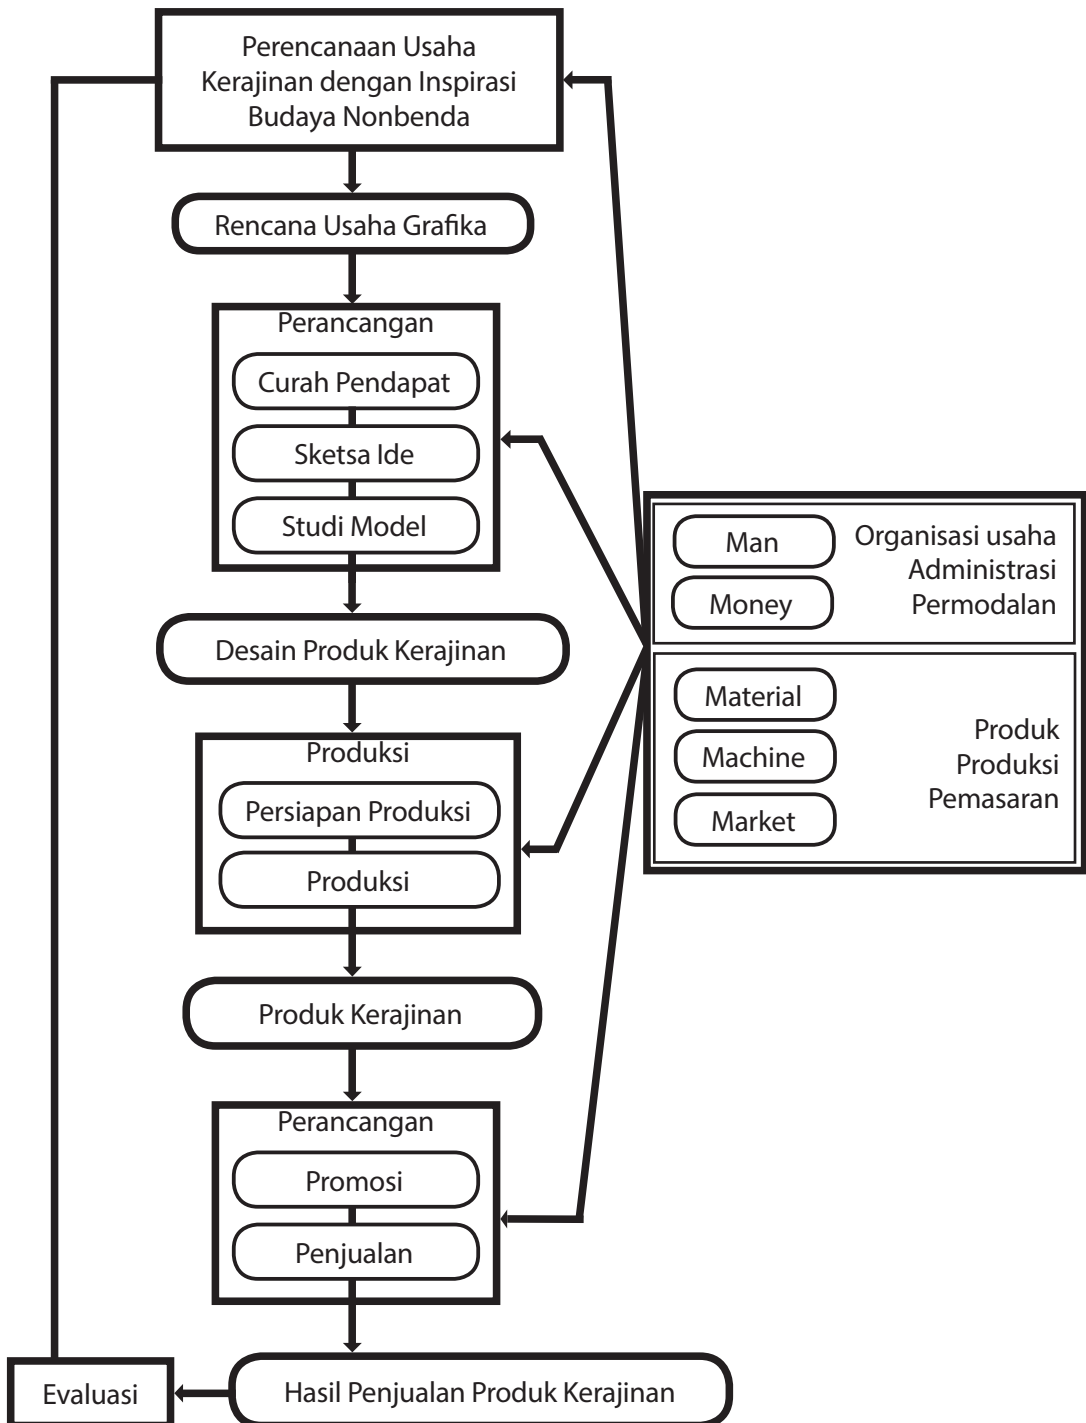 Perencanaan Usaha
Kerajinan dengan Inspirasi
Budaya Nonbenda
Rencana Usaha Grafika
Perancangan
Curah Pendapat
Sketsa Ide
Studi Model
Desain Produk Kerajinan
Produksi
Persiapan Produksi
Produksi
Produk Kerajinan
Perancangan
Promosi
Penjualan
Hasil Penjualan Produk Kerajinan
Evaluasi
Man
Money
Organisasi usaha
Administrasi
Permodalan
Material
Machine
Market
Produk
Produksi
Pemasaran